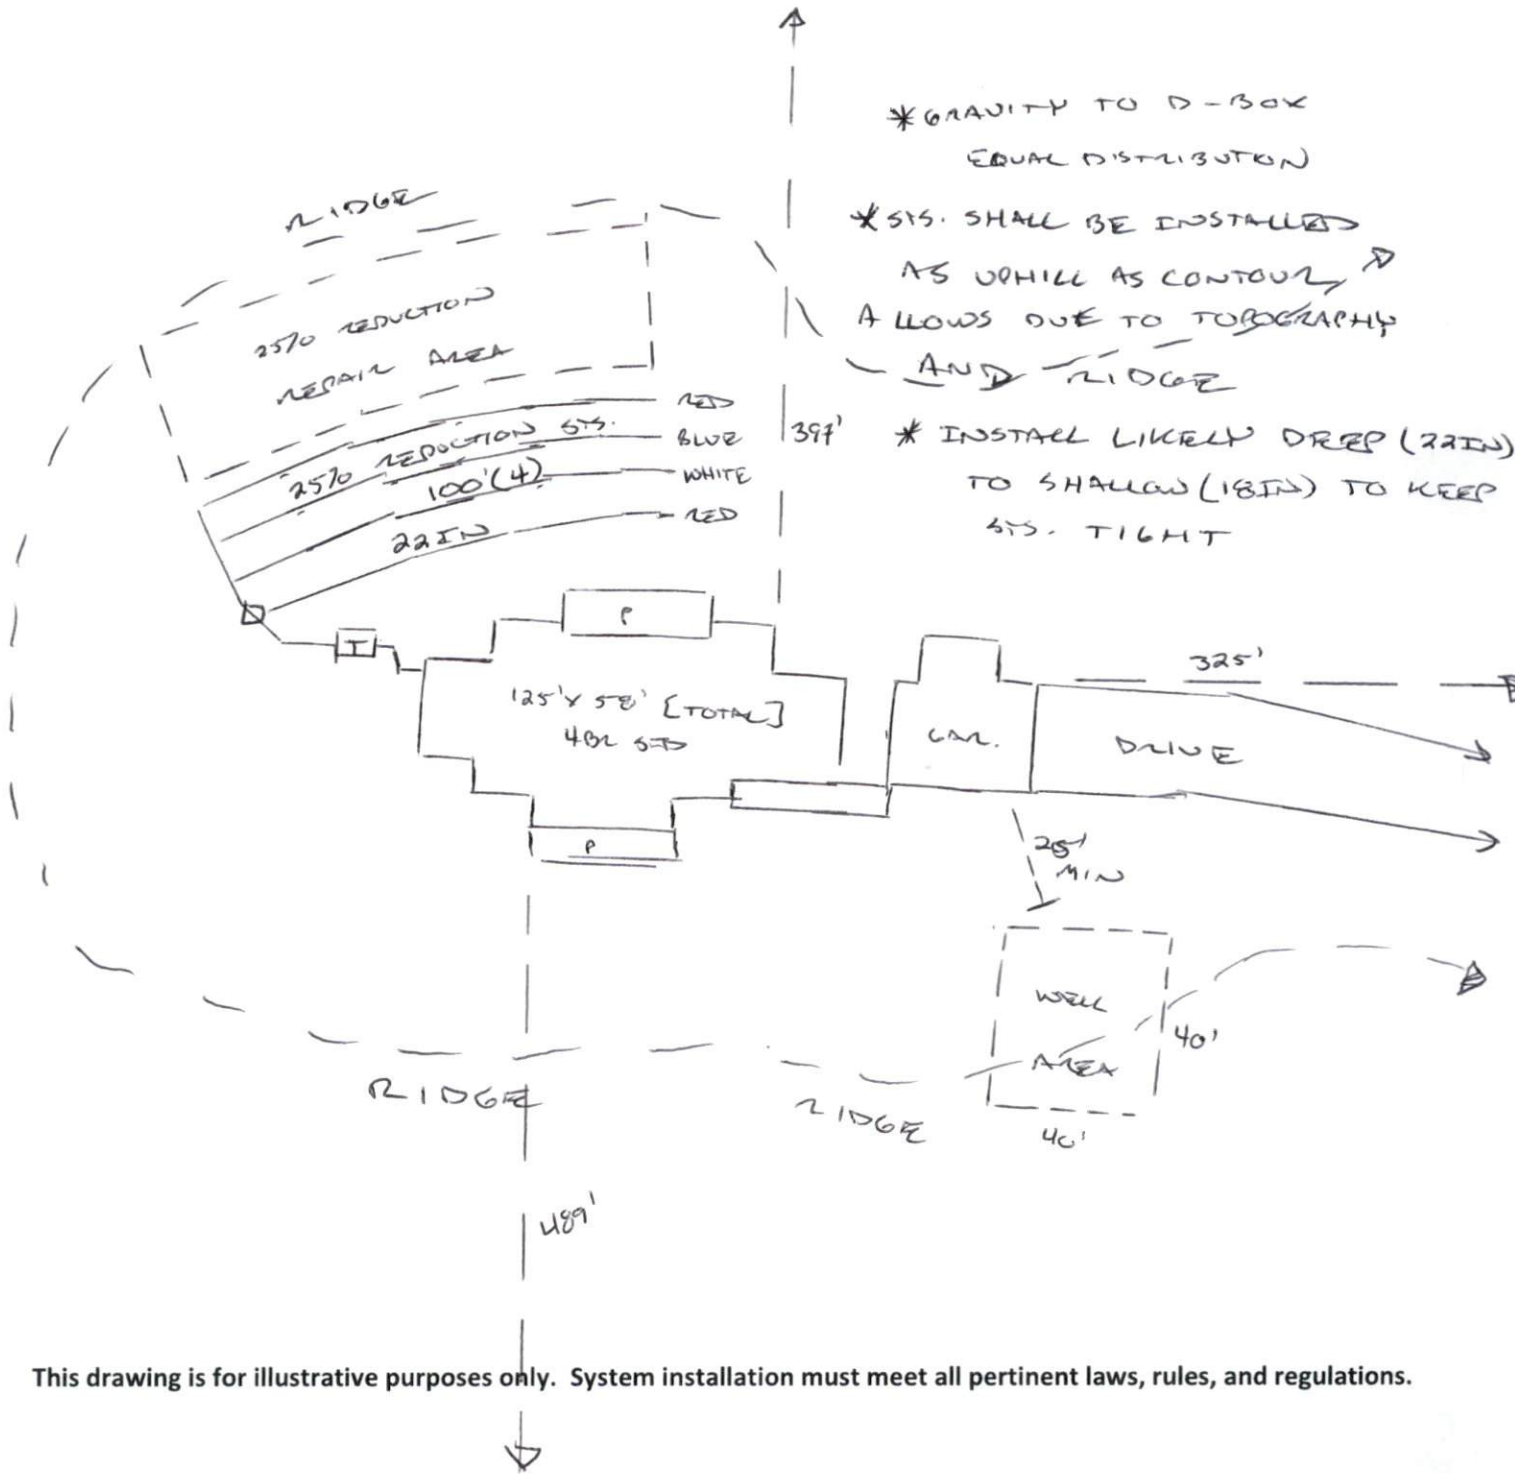 *GRAVITY TO D-BOX
EQUAL DISTRIBUTION
*SYS. SHALL BE INSTALLED
AS UPHILL AS CONTOUR
ALLOWS DUE TO TOPOGRAPHY
AND RIDGE
* INSTALL LIKELY DEEP (22IN)
TO SHALLOW (18IN) TO KEEP
SYS. TIGHT
RIDGE
25% REDUCTION
REPAIR AREA
RED
BLUE
WHITE
RED
25% REDUCTION SYS.
100'(4)
22IN
397'
T
P
125' X 58' [TOTAL]
4BR STD
GAR.
325'
DRIVE
P
25'
MIN
WELL
AREA
40'
40'
RIDGE
RIDGE
489'
This drawing is for illustrative purposes only. System installation must meet all pertinent laws, rules, and regulations.